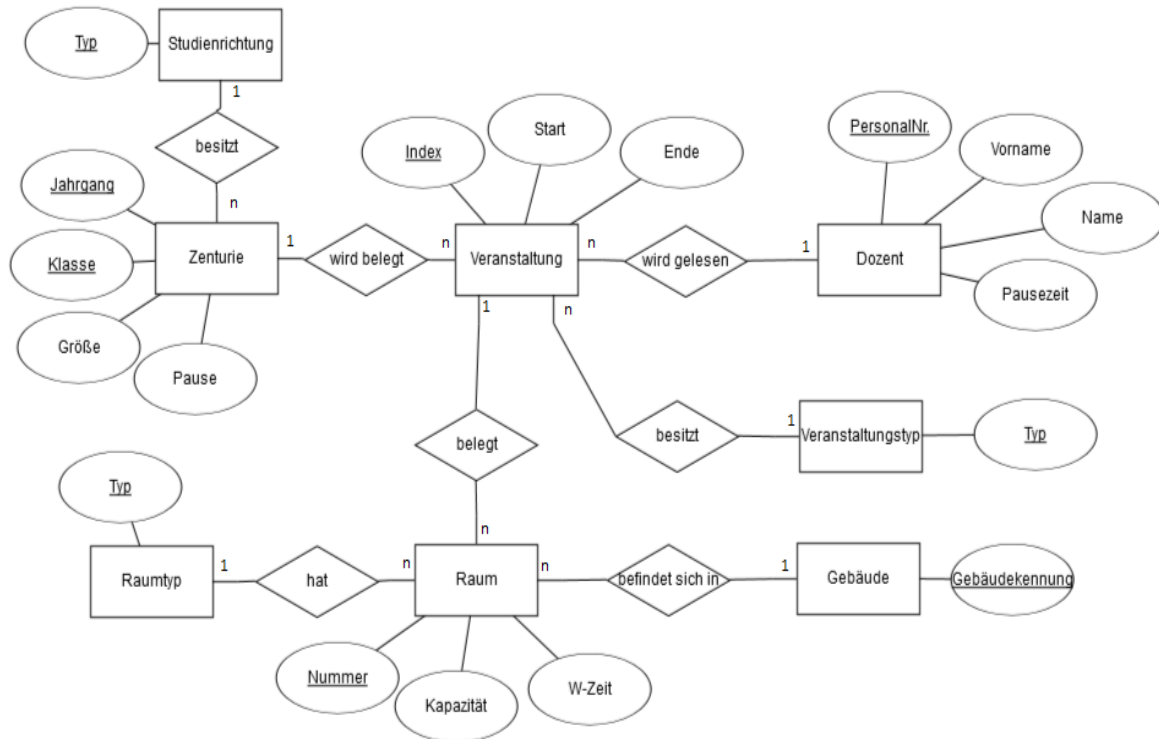 Typ
Studienrichtung
1
besitzt
n
Jahrgang
Klasse
Größe
Pause
Zenturie
1
wird belegt
n
Index
Start
Ende
Veranstaltung
n
wird gelesen
1
PersonalNr.
Vorname
Name
Pausezeit
Dozent
1
n
belegt
n
besitzt
1
Veranstaltungstyp
Typ
Typ
Raumtyp
1
hat
n
Raum
n
befindet sich in
1
Gebäude
Gebäudekennung
Nummer
Kapazität
W-Zeit